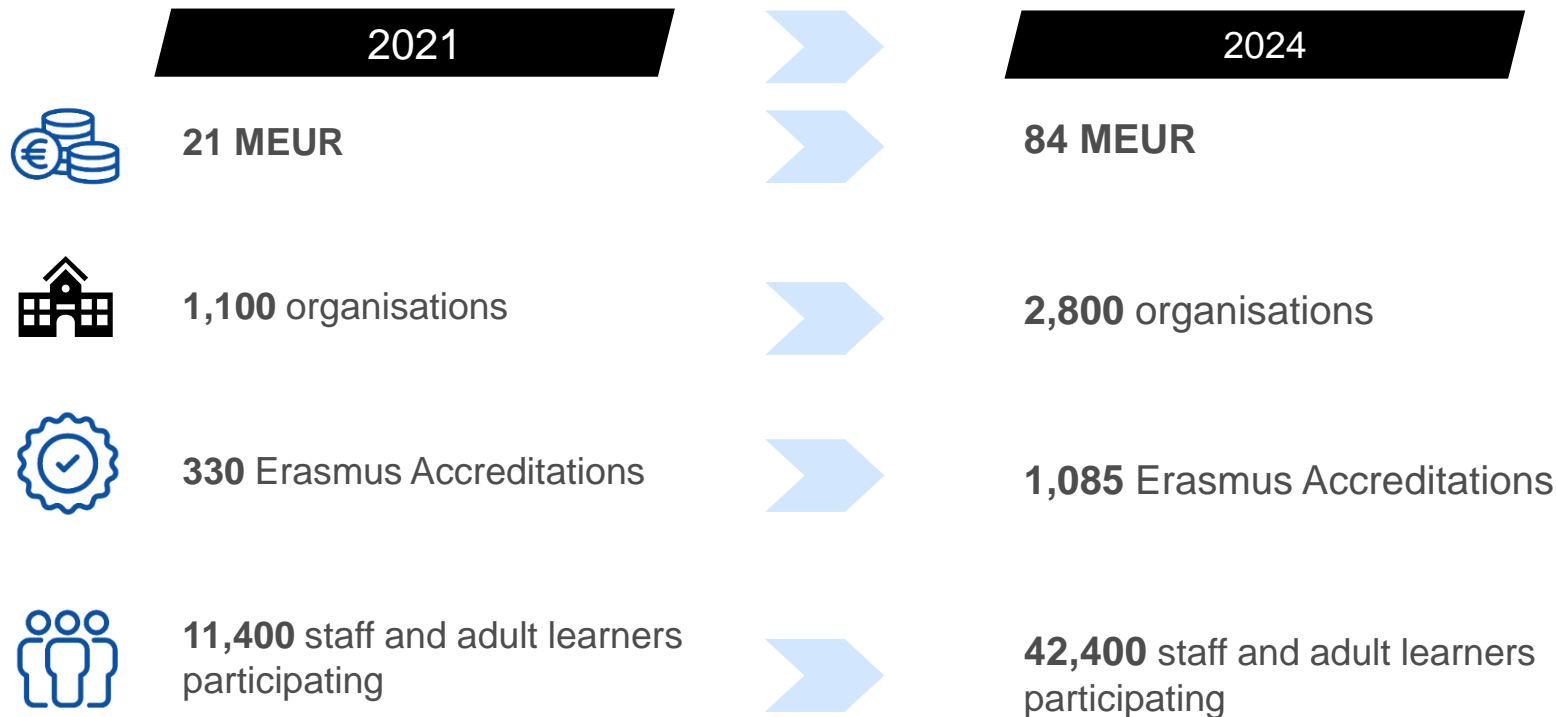 2021
2024
21 MEUR
84 MEUR
1,100 organisations
2,800 organisations
330 Erasmus Accreditations
1,085 Erasmus Accreditations
11,400 staff and adult learners
participating
42,400 staff and adult learners
participating